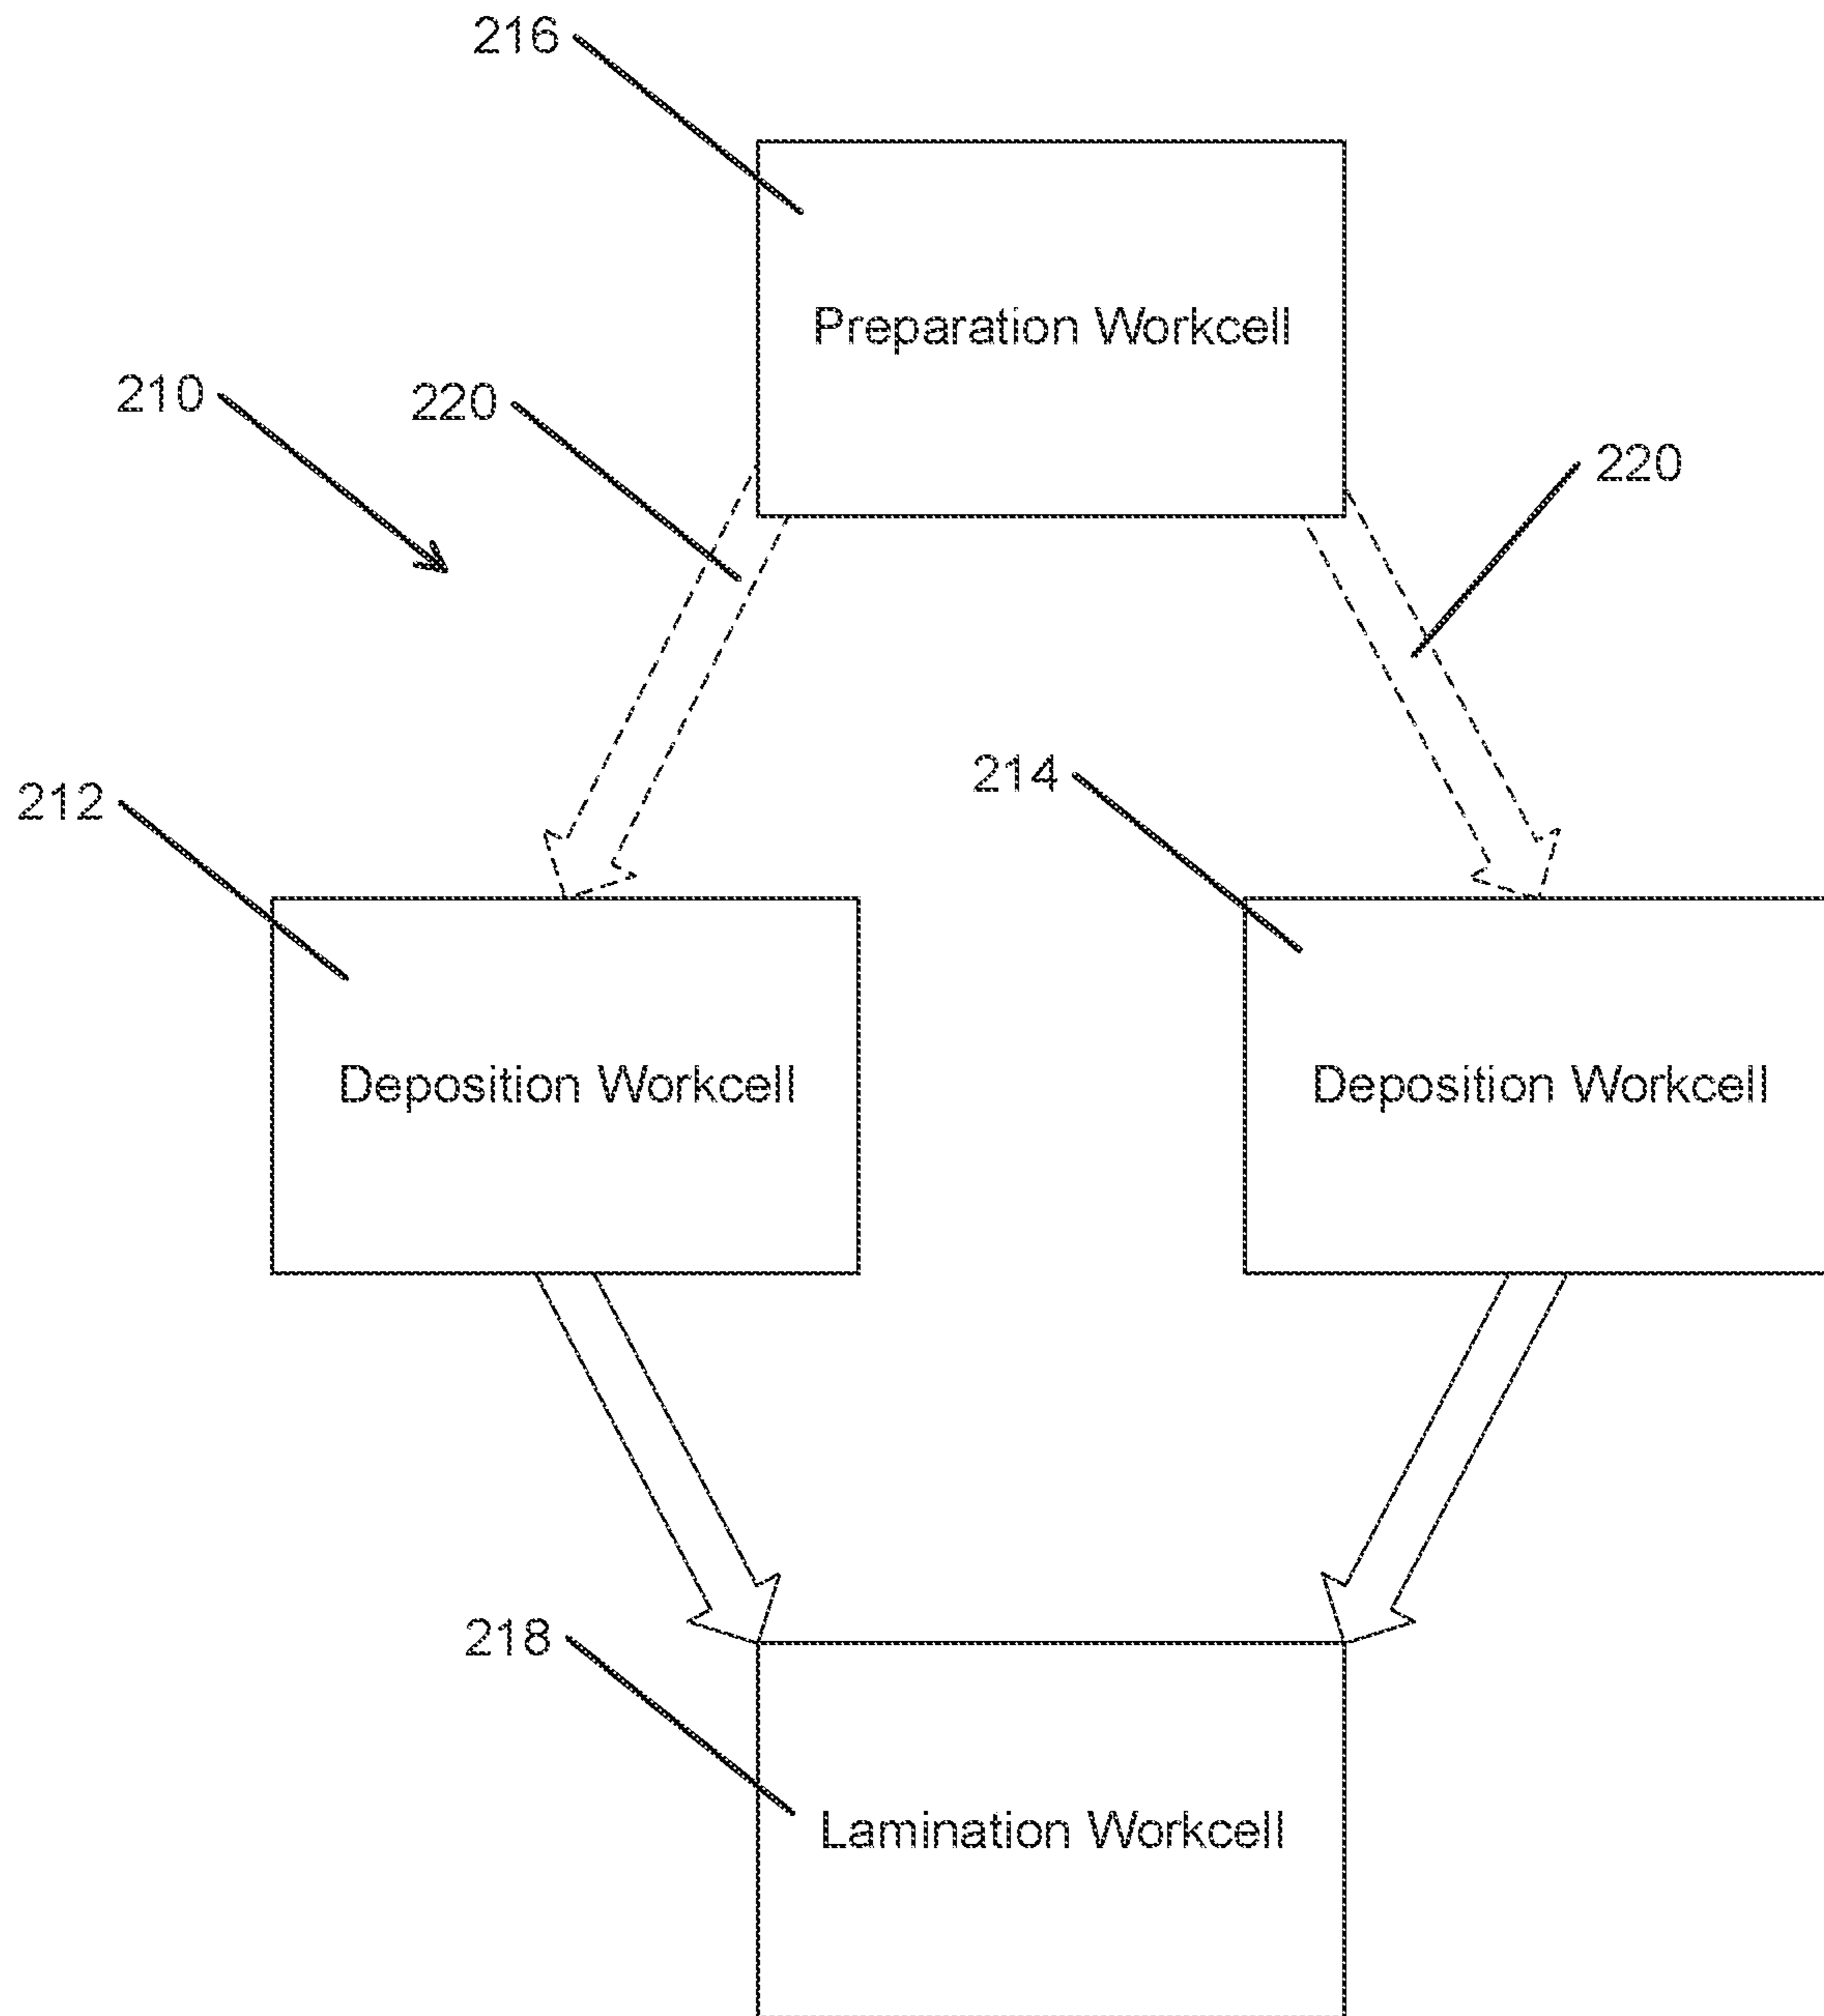 216
Preparation Workcell
210
220
220
212
214
Deposition Workcell
Deposition Workcell
218
Lamination Workcell